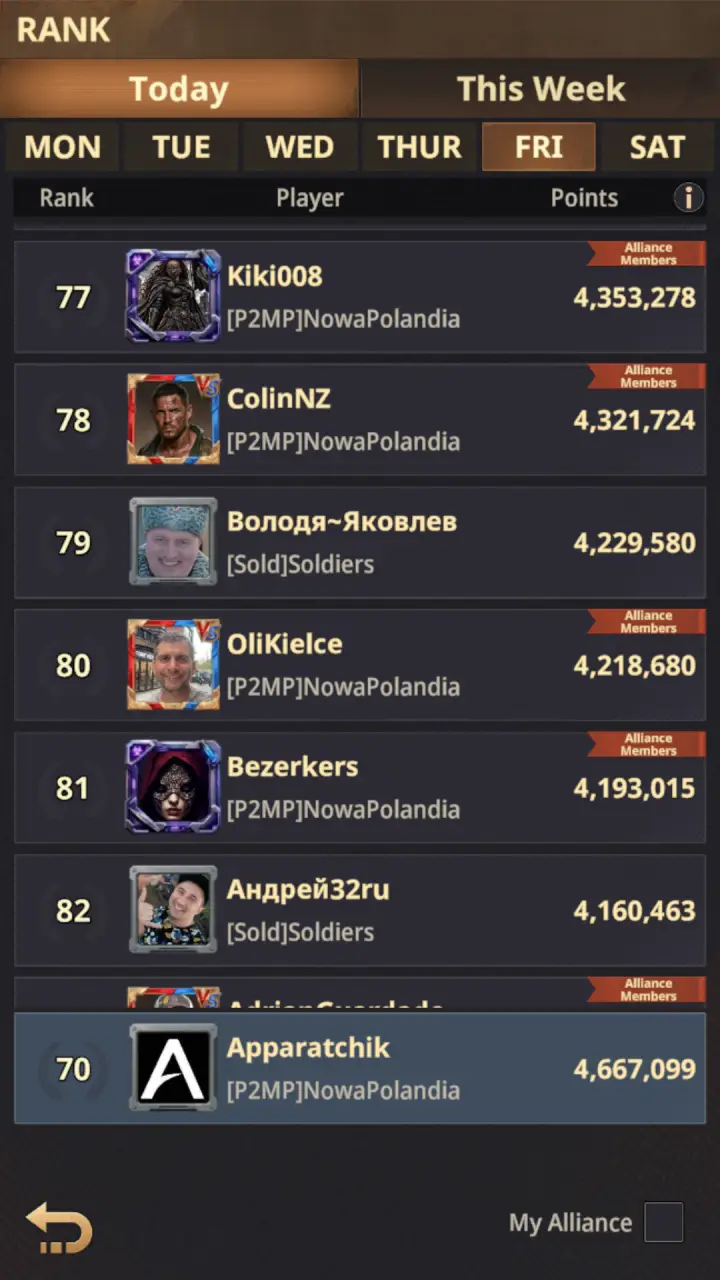 RANK
Today
This Week
MON
TUE
WED
THUR
FRI
SAT
Rank
Player
Points
Alliance
Members
77
Kiki008
[P2MP]NowaPolandia
4,353,278
Alliance
Members
78
ColinNZ
[P2MP]NowaPolandia
4,321,724
79
Володя~Яковлев
[Sold]Soldiers
4,229,580
Alliance
Members
80
OliKielce
[P2MP]NowaPolandia
4,218,680
Alliance
Members
81
Bezerkers
[P2MP]NowaPolandia
4,193,015
82
Андрей32ru
[Sold]Soldiers
4,160,463
Alliance
Members
70
Apparatchik
[P2MP]NowaPolandia
4,667,099
My Alliance